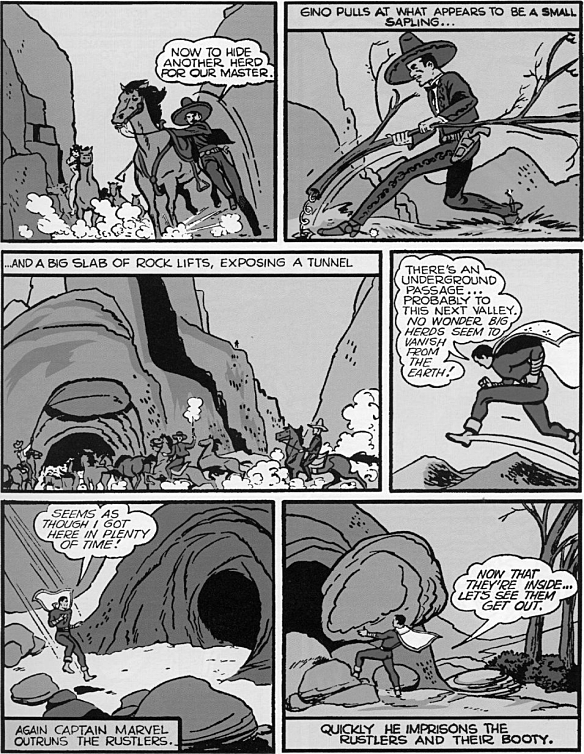 NOW TO HIDE
ANOTHER HERD
FOR OUR MASTER.
GINO PULLS AT WHAT APPEARS TO BE A SMALL
SAPLING...
...AND A BIG SLAB OF ROCK LIFTS, EXPOSING A TUNNEL
THERE'S AN
UNDERGROUND
PASSAGE...
PROBABLY TO
THIS NEXT VALLEY.
NO WONDER BIG
HERDS SEEM TO
VANISH
FROM
THE
EARTH!
SEEMS AS
THOUGH I GOT
HERE IN PLENTY
OF TIME!
AGAIN CAPTAIN MARVEL
OUTRUNS THE RUSTLERS.
NOW THAT
THEY'RE INSIDE...
LET'S SEE THEM
GET OUT.
QUICKLY HE IMPRISONS THE
RUSTLERS AND THEIR BOOTY.